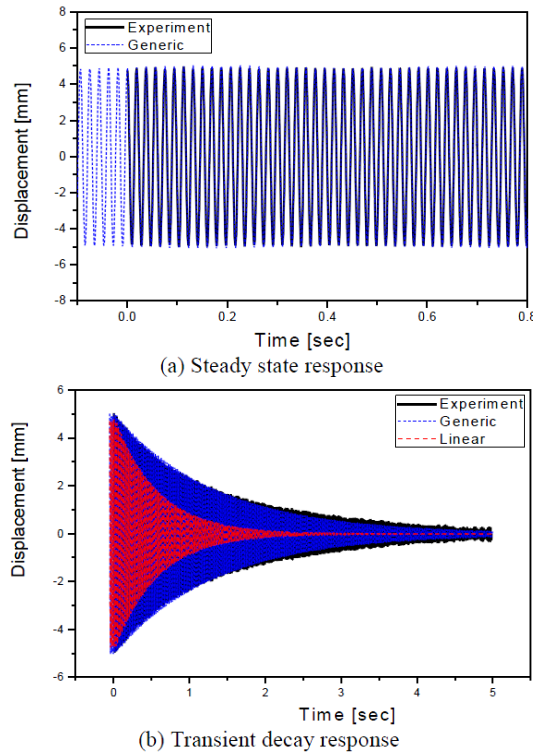 8
6
4
2
0
-2
-4
-6
-8
Displacement [mm]
Experiment
Generic
0.0 0.2 0.4 0.6 0.8
Time [sec]
(a) Steady state response
6
4
2
0
-2
-4
-6
Displacement [mm]
Experiment
Generic
Linear
0 1 2 3 4 5
Time [sec]
(b) Transient decay response